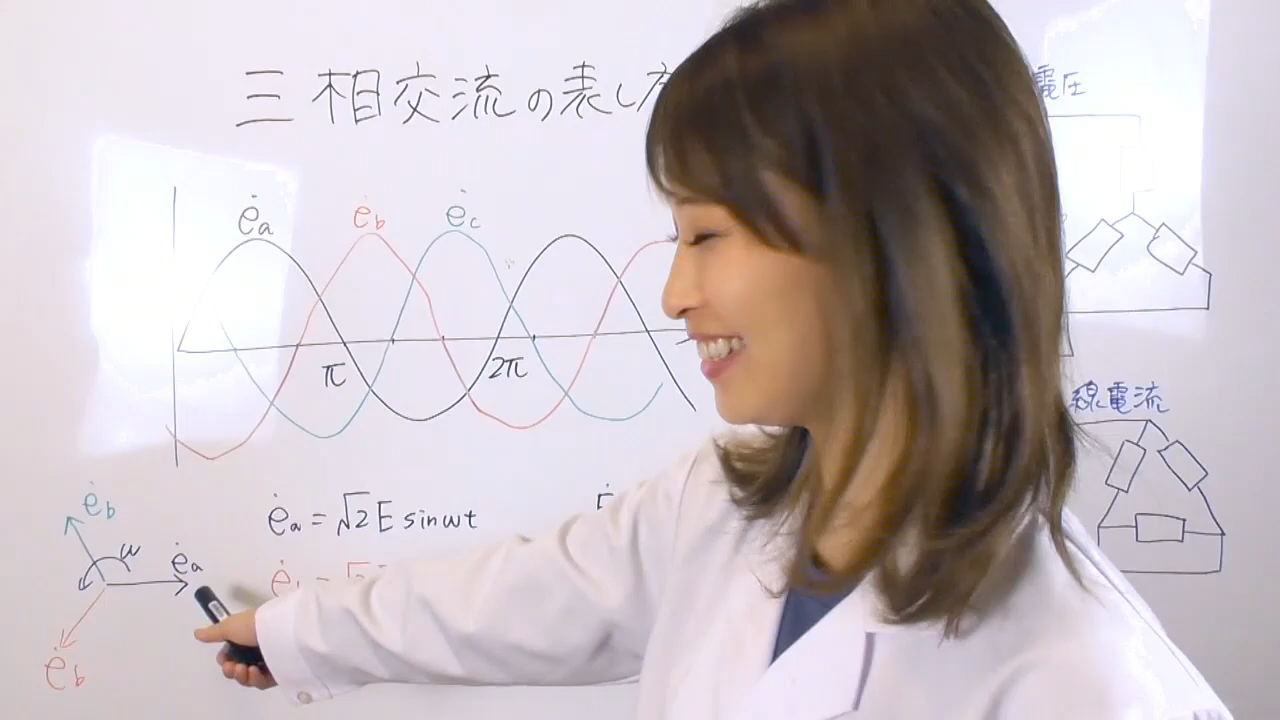 三相交流の表し方
電圧
ėa
ėb
ėc
π
2π
線電流
ėb
ω
ėa
ėa = √2 E sinωt
ėb